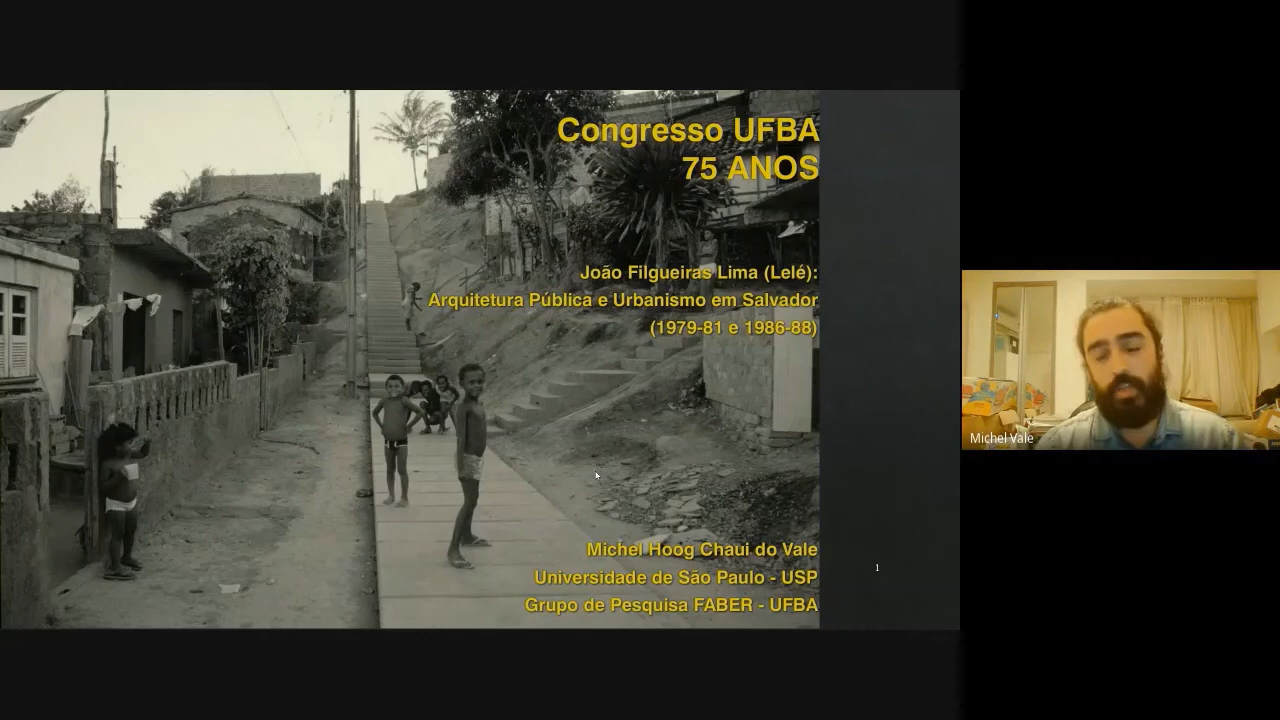 Congresso UFBA
75 ANOS
João Filgueiras Lima (Lelé):
Arquitetura Pública e Urbanismo em Salvador
(1979-81 e 1986-88)
Michel Hoog Chaui do Vale
Universidade de São Paulo - USP
Grupo de Pesquisa FABER - UFBA
1
Michel Vale